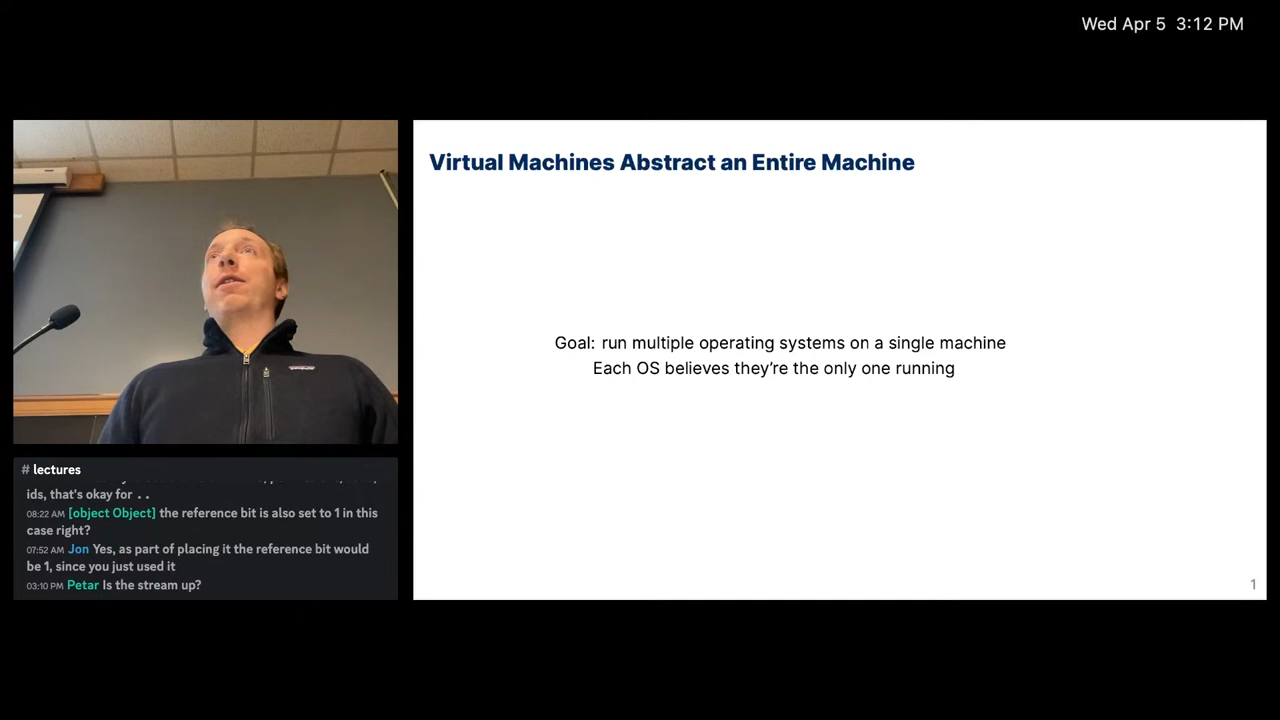 Wed Apr 5 3:12 PM
Virtual Machines Abstract an Entire Machine
Goal: run multiple operating systems on a single machine
Each OS believes they're the only one running
1
# lectures
ids, that's okay for . .
08:22 AM [object Object] the reference bit is also set to 1 in this
case right?
07:52 AM Jon Yes, as part of placing it the reference bit would
be 1, since you just used it
03:10 PM Petar Is the stream up?